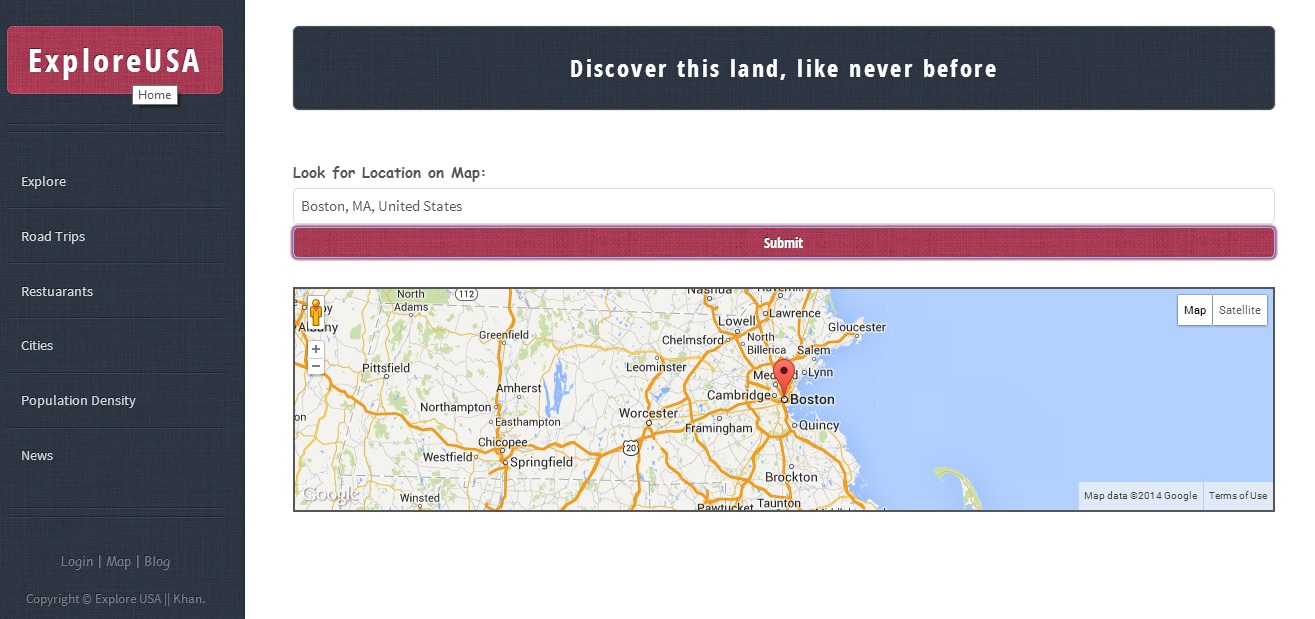 ExploreUSA
Home
Explore
Road Trips
Restuarants
Cities
Population Density
News
Login | Map | Blog
Copyright © Explore USA || Khan.
Discover this land, like never before
Look for Location on Map:
Boston, MA, United States
Submit
Map Satellite
North
Adams
112
Nashua
Haverhill
Lawrence
Lowell
Gloucester
Albany
Greenfield
Chelmsford
North
Billerica
Salem
Pittsfield
Leominster
Lynn
Amherst
Cambridge
Boston
Northampton
Worcester
Easthampton
Framingham
Quincy
Chicopee
20
Westfield
Springfield
Brockton
Google
Winsted
Taunton
Pawtucket
Map data ©2014 Google
Terms of Use
+
−